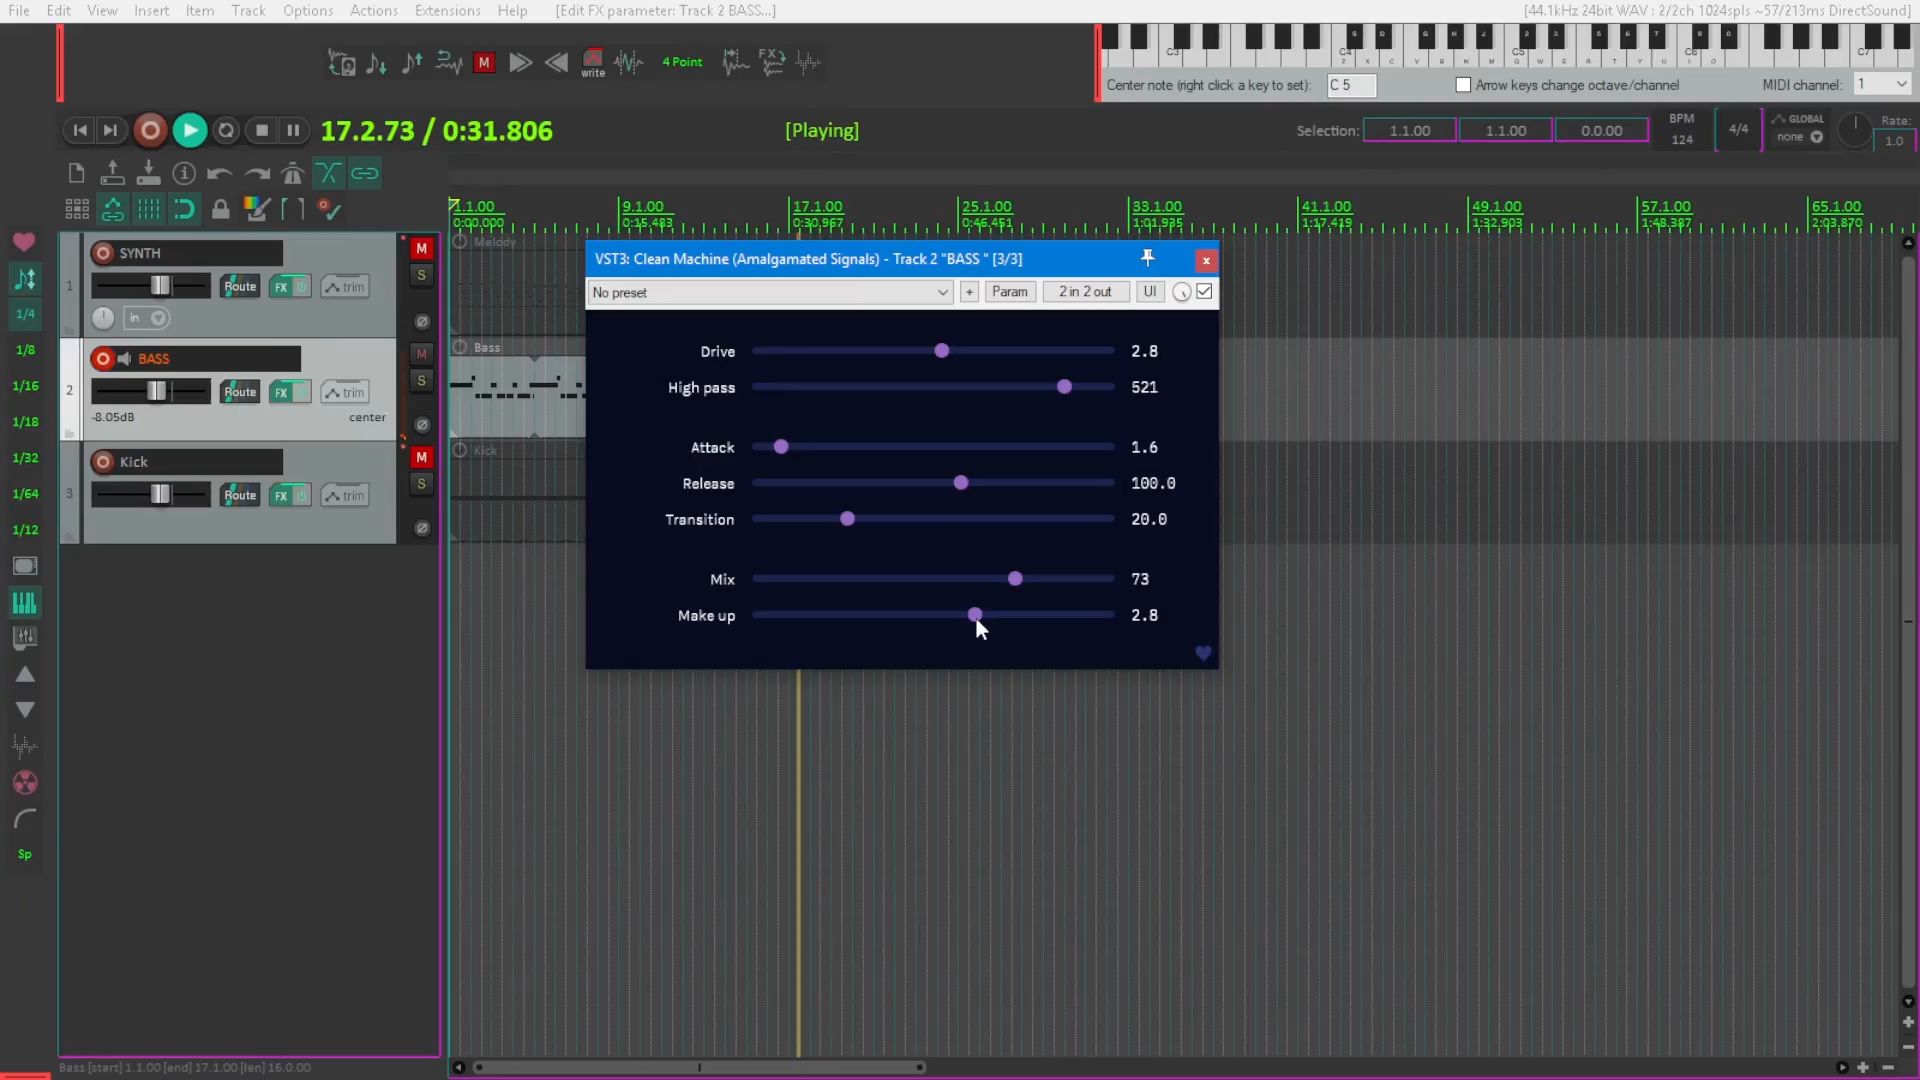 File Edit View Insert Item Track Options Actions Extensions Help [Edit FX parameter: Track 2 BASS...] [44.1kHz 24bit WAV : 2/2ch 1024spls ~57/213ms DirectSound]
C3 C4 C5 C6 C7
M write 4 Point FX
Center note (right click a key to set): C 5 Arrow keys change octave/channel MIDI channel: 1
17.2.73 / 0:31.806 [Playing] Selection: 1.1.00 1.1.00 0.0.00 BPM 124 4/4 GLOBAL none Rate: 1.0
1.1.00 9.1.00 17.1.00 25.1.00 33.1.00 41.1.00 49.1.00 57.1.00 65.1.00
0:00.000 0:15.483 0:30.967 0:46.451 1:01.935 1:17.419 1:32.903 1:48.387 2:03.870
1/4
1/8
1/16
1/18
1/32
1/64
1/12
Sp
SYNTH M
1 Route FX trim S
in
BASS M
2 Route FX trim S
-8.05dB center
Kick M
3 Route FX trim S
Melody
Bass
Kick
VST3: Clean Machine (Amalgamated Signals) - Track 2 "BASS " [3/3] x
No preset + Param 2 in 2 out UI
Drive 2.8
High pass 521
Attack 1.6
Release 100.0
Transition 20.0
Mix 73
Make up 2.8
Bass [start] 1.1.00 [end] 17.1.00 [len] 16.0.00